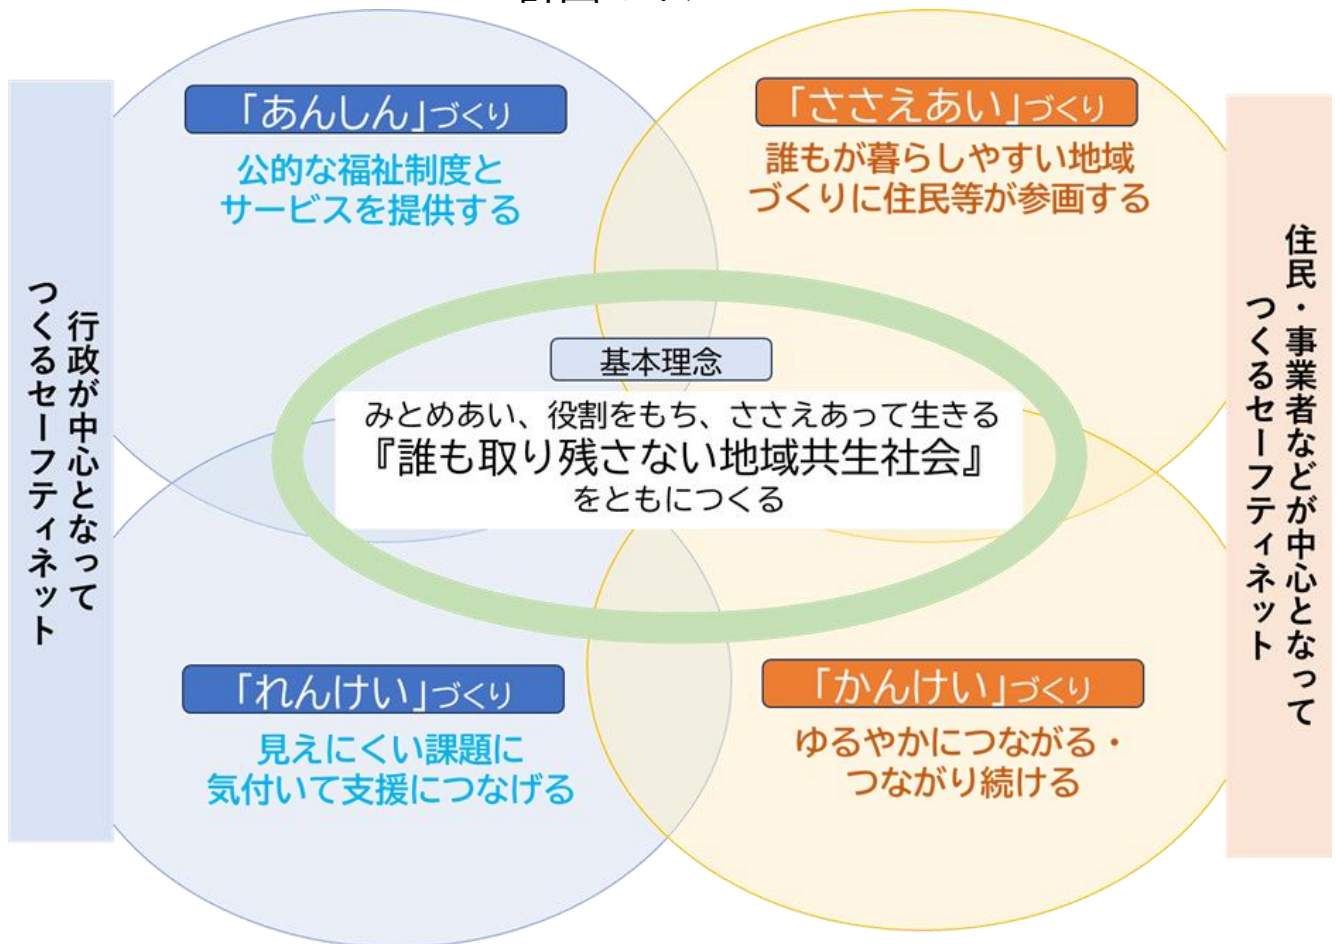 「あんしん」づくり
公的な福祉制度と
サービスを提供する
「ささえあい」づくり
誰もが暮らしやすい地域
づくりに住民等が参画する
行政が中心となって
つくるセーフティネット
住民・事業者などが中心となって
つくるセーフティネット
基本理念
みとめあい、役割をもち、ささえあって生きる
『誰も取り残さない地域共生社会』
をともにつくる
「れんけい」づくり
見えにくい課題に
気付いて支援につなげる
「かんけい」づくり
ゆるやかにつながる・
つながり続ける